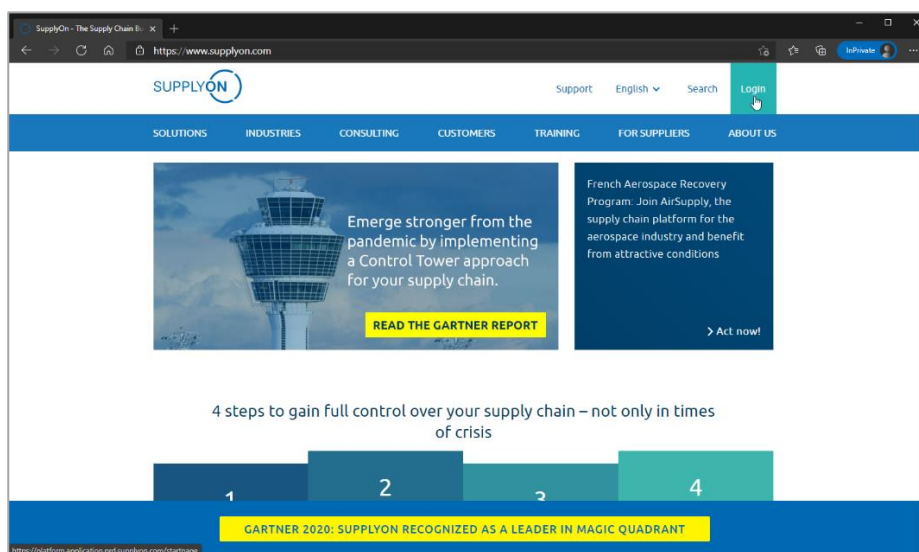 SupplyOn - The Supply Chain Bu
https://www.supplyon.com
InPrivate
SUPPLYON
Support English Search Login
SOLUTIONS INDUSTRIES CONSULTING CUSTOMERS TRAINING FOR SUPPLIERS ABOUT US
Emerge stronger from the
pandemic by implementing
a Control Tower approach
for your supply chain.
READ THE GARTNER REPORT
French Aerospace Recovery
Program: Join AirSupply, the
supply chain platform for the
aerospace industry and benefit
from attractive conditions
> Act now!
4 steps to gain full control over your supply chain – not only in times
of crisis
1 2 3 4
GARTNER 2020: SUPPLYON RECOGNIZED AS A LEADER IN MAGIC QUADRANT
https://platform.application.prd.supplyon.com/startpage